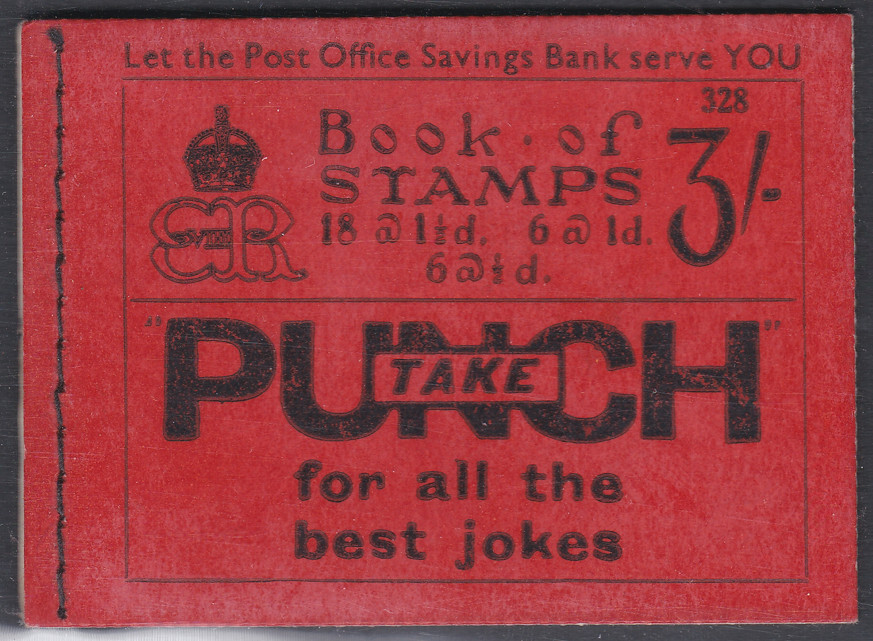 Let the Post Office Savings Bank serve YOU
328
Book · of
STAMPS
3/-
E VIII R
18 @ 1½d. 6 @ 1d.
6 @ ½d.
TAKE
"PUNCH"
for all the
best jokes